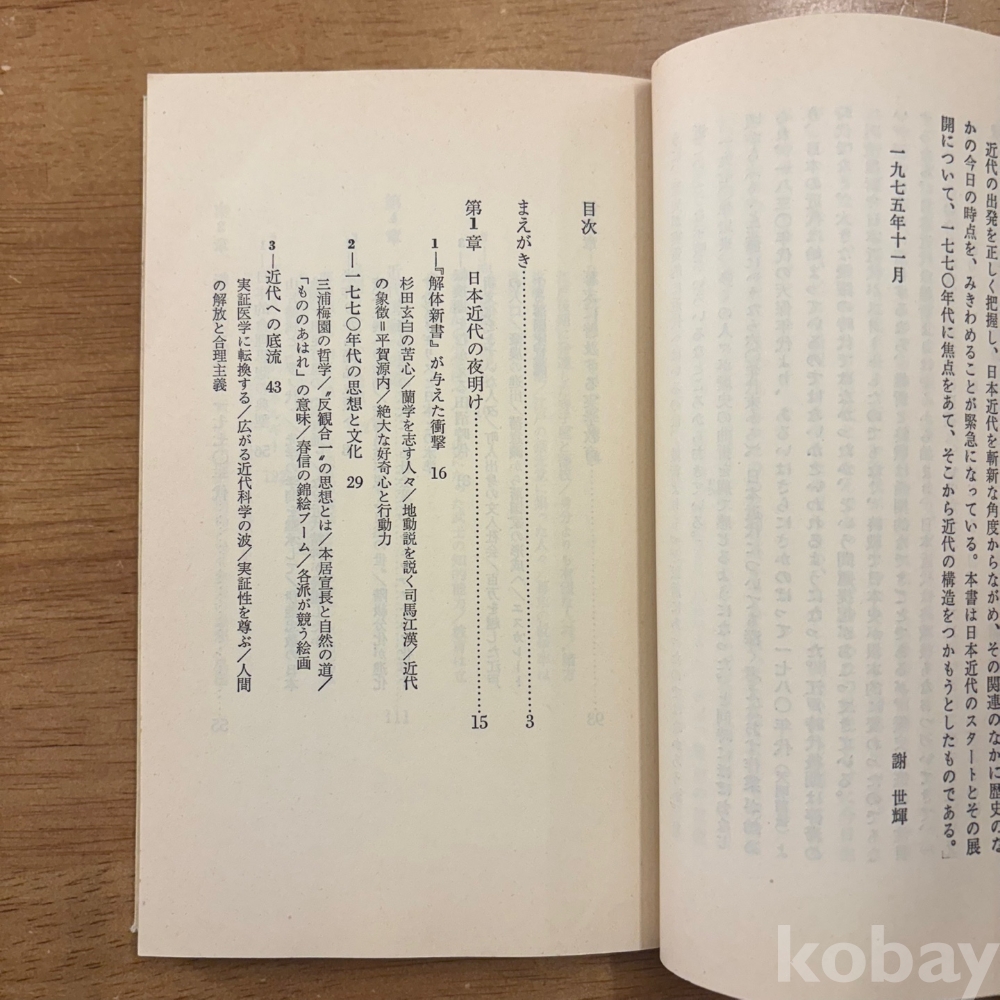 近代の出発を正しく把握し、日本近代を斬新な角度からながめ、その関連のなかに歴史のな
かの今日の時点を、みきわめることが緊急になっている。本書は日本近代のスタートとその展
開について、一七七〇年代に焦点をあて、そこから近代の構造をつかもうとしたものである。
一九七五年十一月
謝 世輝
目次
まえがき……3
第1章 日本近代の夜明け……15
1―『解体新書』が与えた衝撃 16
杉田玄白の苦心/蘭学を志す人々/地動説を説く司馬江漢/近代
の象徴=平賀源内/絶大な好奇心と行動力
2―一七七〇年代の思想と文化 29
三浦梅園の哲学/〝反観合一〟の思想とは/本居宣長と自然の道/
「もののあはれ」の意味/春信の錦絵ブーム/各派が競う絵画
3―近代への底流 43
実証医学に転換する/広がる近代科学の波/実証性を尊ぶ/人間
の解放と合理主義
kobay